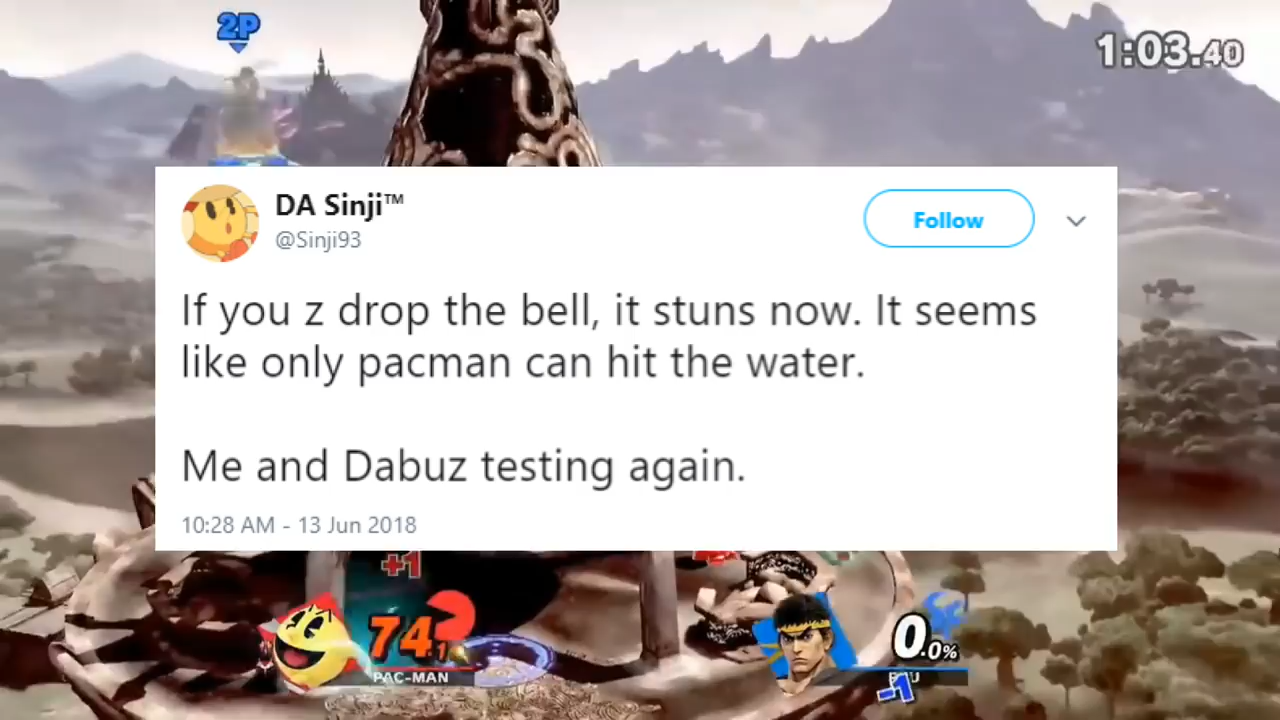 2P
1:03.40
DA Sinji™
@Sinji93
Follow
If you z drop the bell, it stuns now. It seems
like only pacman can hit the water.
Me and Dabuz testing again.
10:28 AM - 13 Jun 2018
+1
74.1
PAC-MAN
0.0%
-1